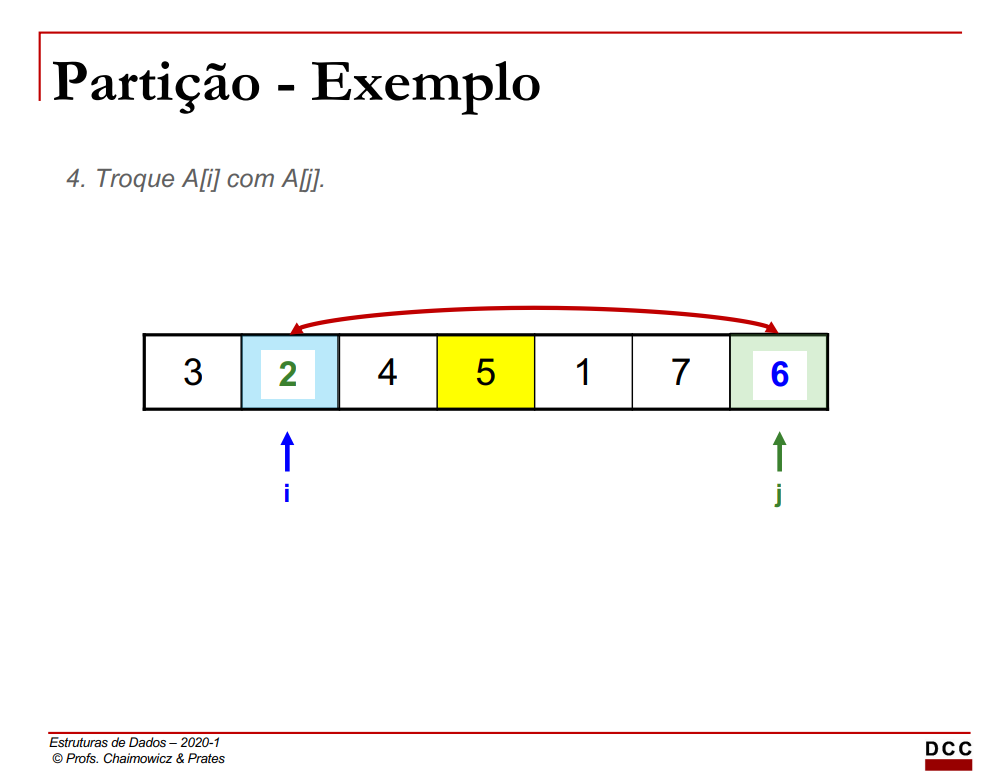 Partição - Exemplo
4. Troque A[i] com A[j].
3 2 4 5 1 7 6
i j
Estruturas de Dados – 2020-1
© Profs. Chaimowicz & Prates
DCC